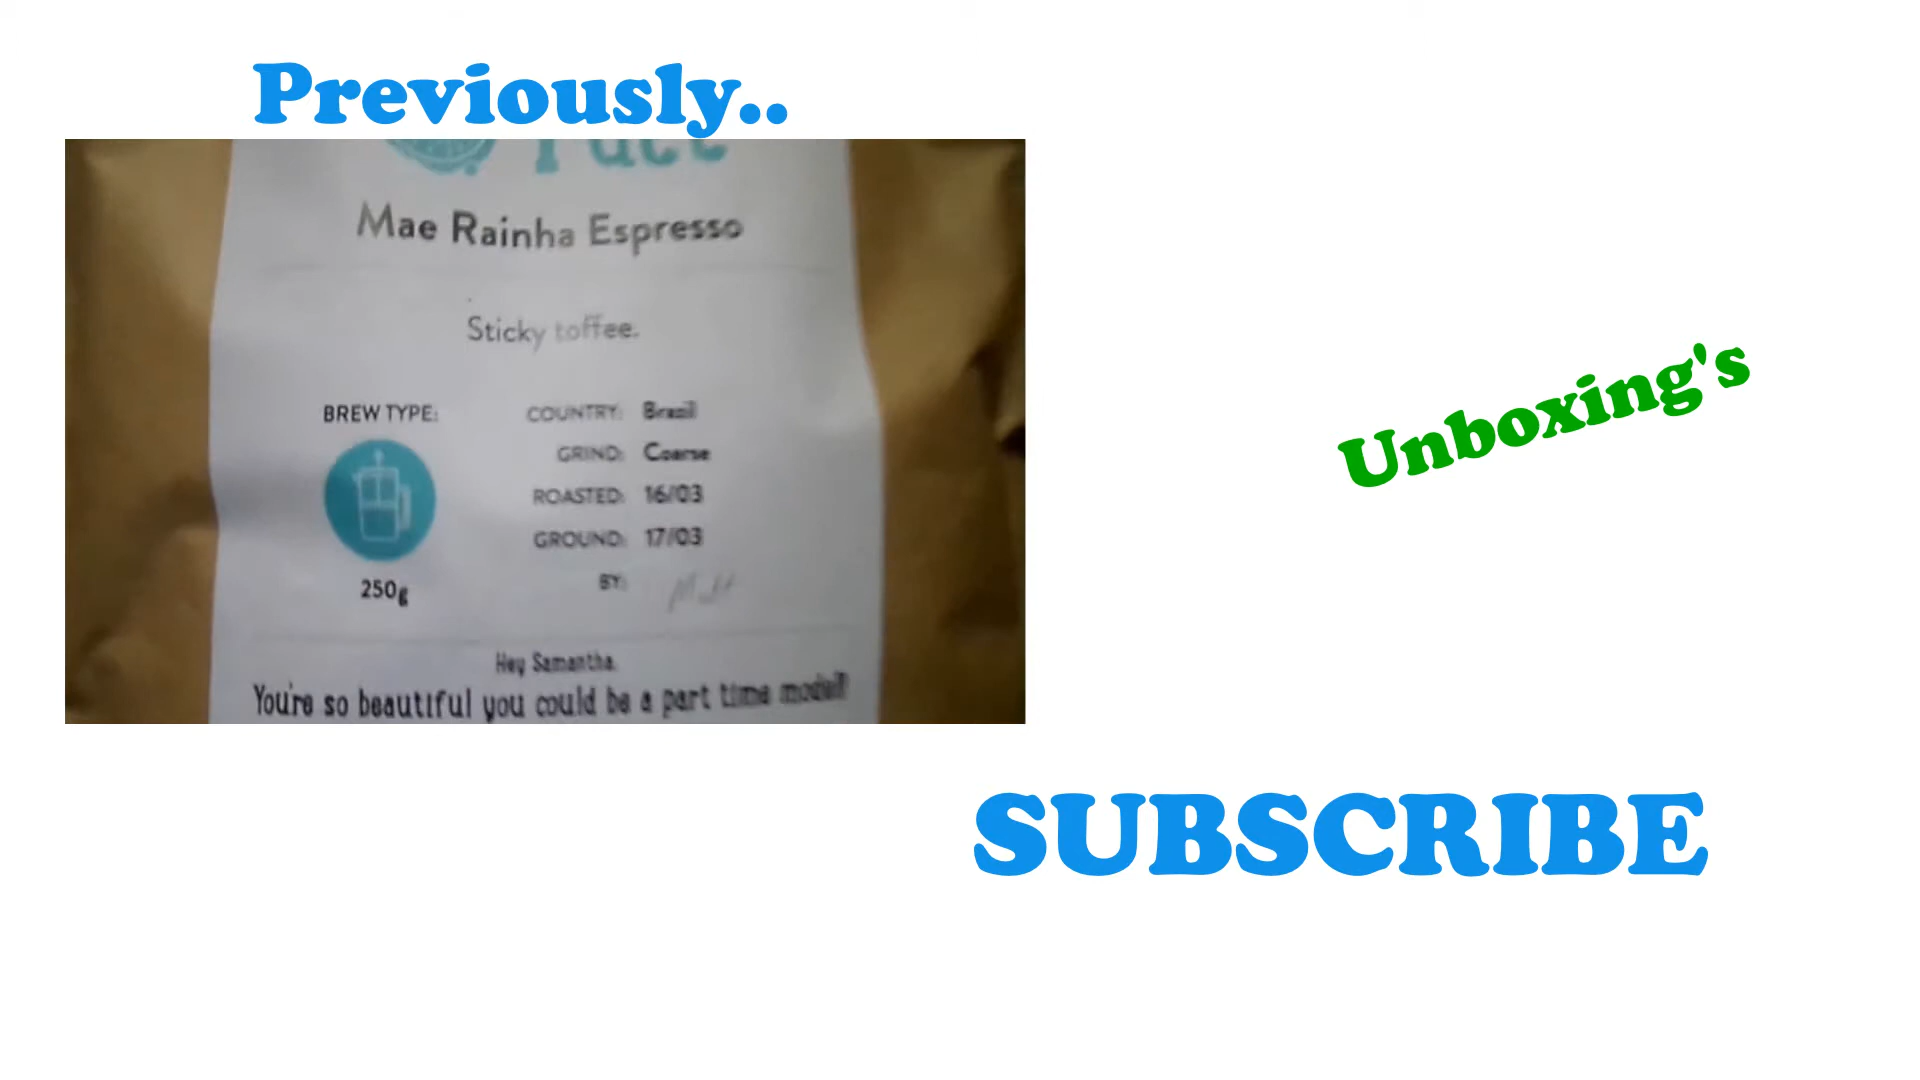 Previously..
Mae Rainha Espresso
Sticky toffee.
BREW TYPE:
250g
COUNTRY: Brazil
GRIND: Coarse
ROASTED: 16/03
GROUND: 17/03
BY: Matt
Hey Samantha.
You're so beautiful you could be a part time model!
Unboxing's
SUBSCRIBE